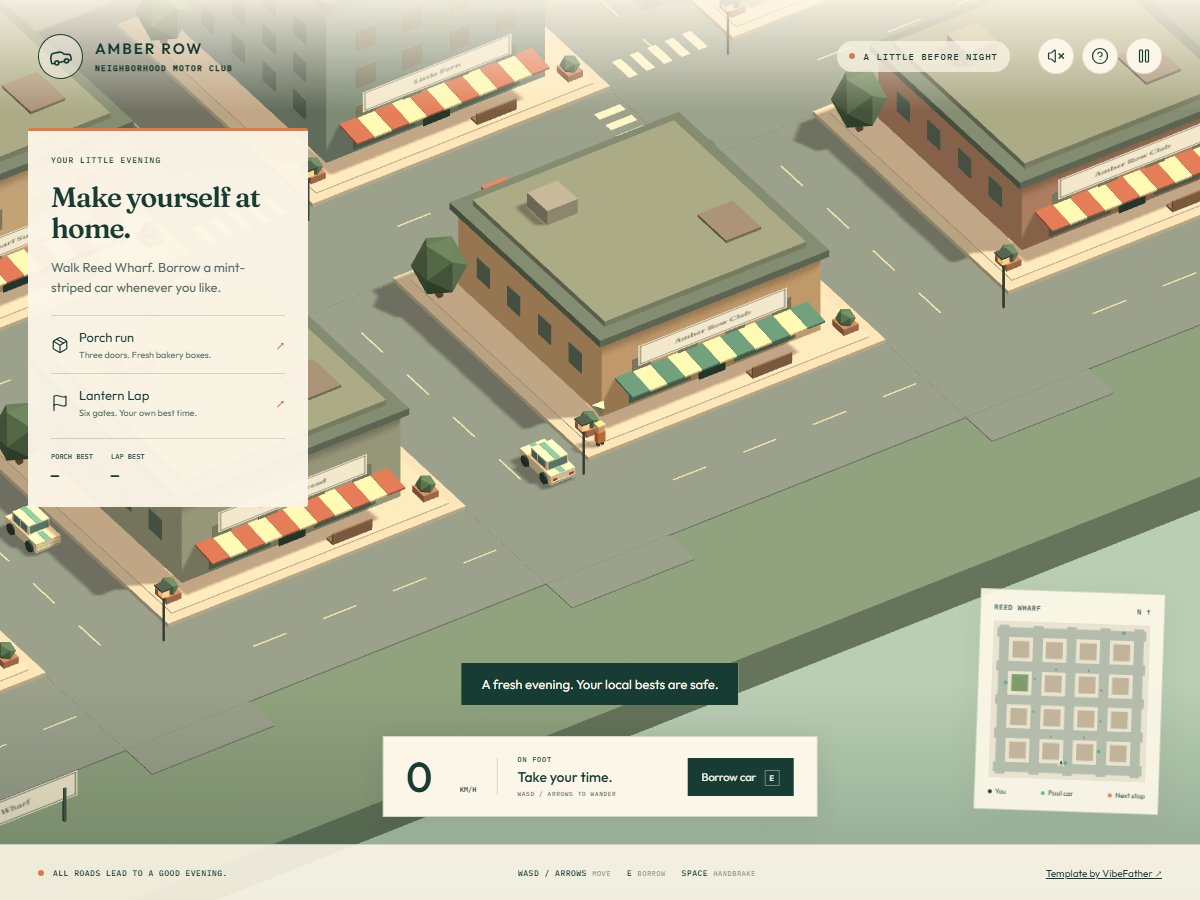 AMBER ROW
NEIGHBORHOOD MOTOR CLUB
A LITTLE BEFORE NIGHT
Little Fern
Amber Row Club
YOUR LITTLE EVENING
Make yourself at
home.
Walk Reed Wharf. Borrow a mint-
striped car whenever you like.
Porch run
Three doors. Fresh bakery boxes.
Lantern Lap
Six gates. Your own best time.
PORCH BEST
LAP BEST
–
–
Amber Row Club
A fresh evening. Your local bests are safe.
0
KM/H
ON FOOT
Take your time.
WASD / ARROWS TO WANDER
Borrow car
E
REED WHARF
N ↑
You
Pool car
Next stop
Wharf
ALL ROADS LEAD TO A GOOD EVENING.
WASD / ARROWS MOVE
E BORROW
SPACE HANDBRAKE
Template by VibeFather ↗